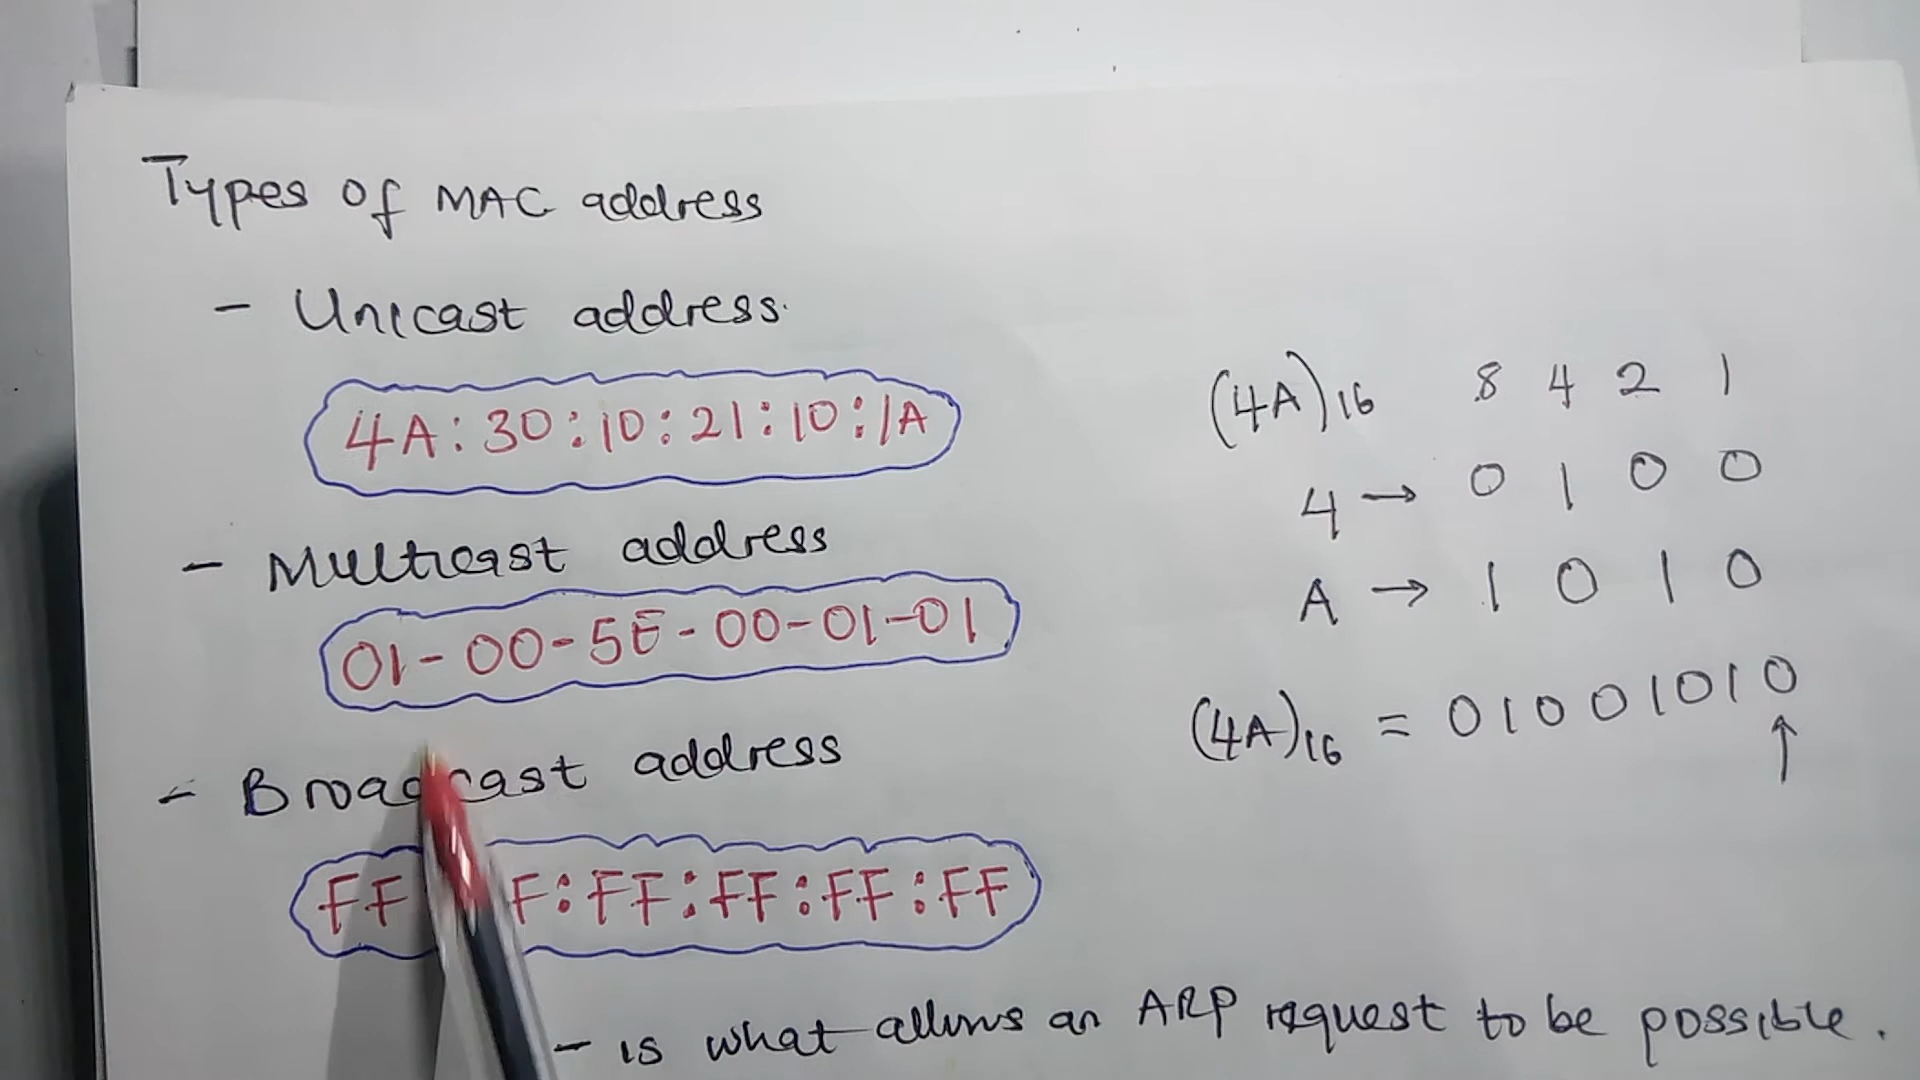 Types of MAC address
- Unicast address.
4A:30:10:21:10:1A
- Multicast address
01-00-5E-00-01-01
- Broadcast address
FF F:FF:FF:FF:FF
- is what allows an ARP request to be possible.
(4A)16 8 4 2 1
4 → 0 1 0 0
A → 1 0 1 0
(4A)16 = 01001010
↑